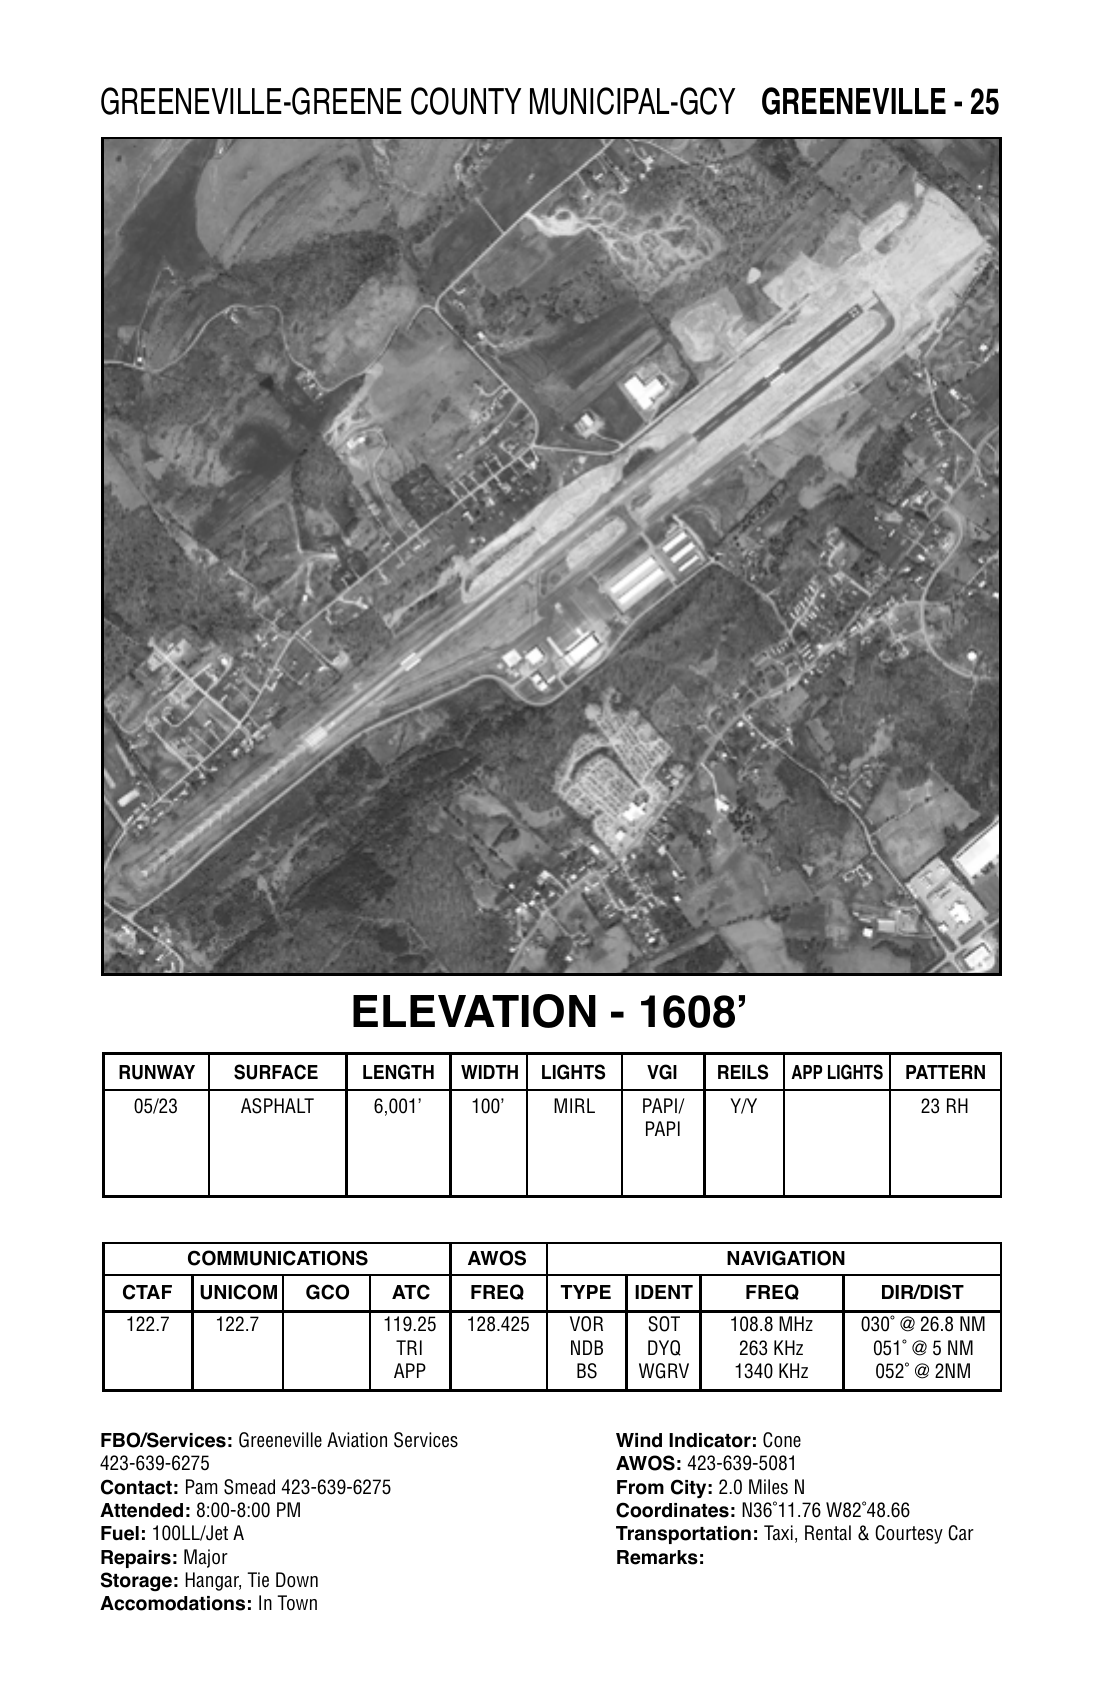 GREENEVILLE-GREENE COUNTY MUNICIPAL-GCY GREENEVILLE - 25
ELEVATION - 1608’
RUNWAY SURFACE LENGTH WIDTH LIGHTS VGI REILS APP LIGHTS PATTERN
05/23 ASPHALT 6,001’ 100’ MIRL PAPI/ Y/Y 23 RH
PAPI
COMMUNICATIONS AWOS NAVIGATION
CTAF UNICOM GCO ATC FREQ TYPE IDENT FREQ DIR/DIST
122.7 122.7 119.25 128.425 VOR SOT 108.8 MHz 030˚ @ 26.8 NM
TRI NDB DYQ 263 KHz 051˚ @ 5 NM
APP BS WGRV 1340 KHz 052˚ @ 2NM
FBO/Services: Greeneville Aviation Services
423-639-6275
Contact: Pam Smead 423-639-6275
Attended: 8:00-8:00 PM
Fuel: 100LL/Jet A
Repairs: Major
Storage: Hangar, Tie Down
Accomodations: In Town
Wind Indicator: Cone
AWOS: 423-639-5081
From City: 2.0 Miles N
Coordinates: N36˚11.76 W82˚48.66
Transportation: Taxi, Rental & Courtesy Car
Remarks: